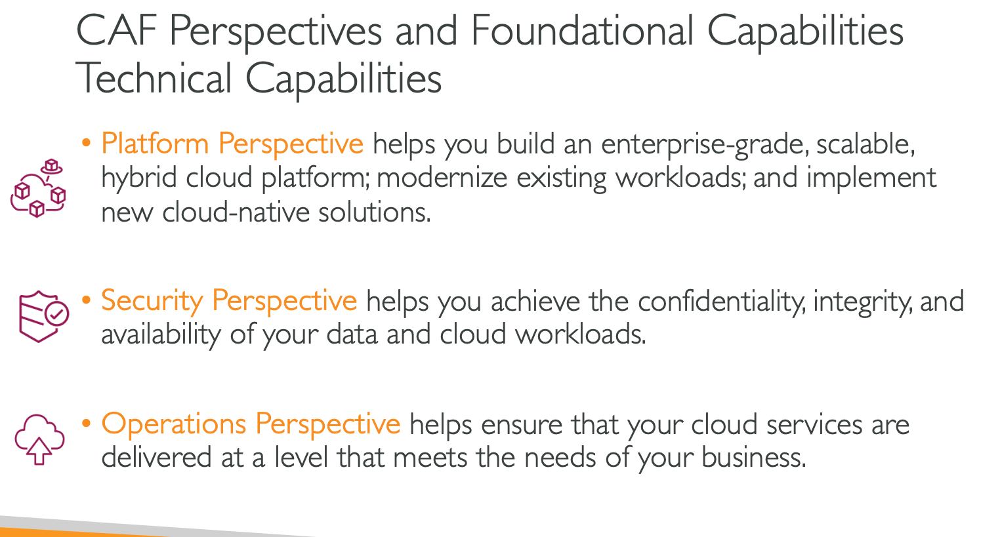 CAF Perspectives and Foundational Capabilities
Technical Capabilities
• Platform Perspective helps you build an enterprise-grade, scalable,
hybrid cloud platform; modernize existing workloads; and implement
new cloud-native solutions.
• Security Perspective helps you achieve the confidentiality, integrity, and
availability of your data and cloud workloads.
• Operations Perspective helps ensure that your cloud services are
delivered at a level that meets the needs of your business.